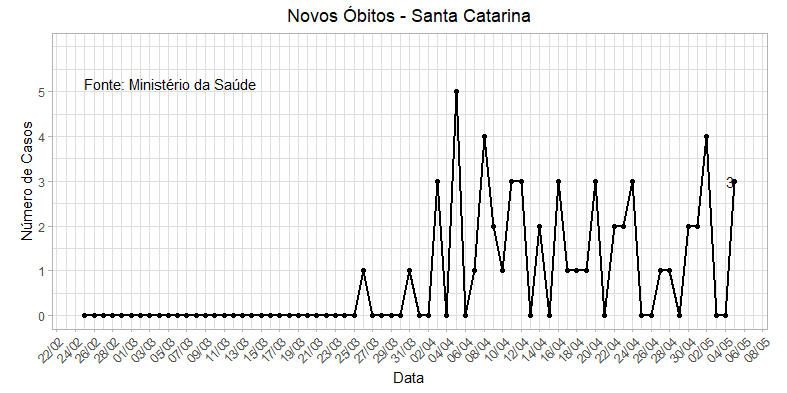 Novos Óbitos - Santa Catarina
Fonte: Ministério da Saúde
Número de Casos
5
4
3
2
1
0
3
22/02 24/02 26/02 28/02 01/03 03/03 05/03 07/03 09/03 11/03 13/03 15/03 17/03 19/03 21/03 23/03 25/03 27/03 29/03 31/03 02/04 04/04 06/04 08/04 10/04 12/04 14/04 16/04 18/04 20/04 22/04 24/04 26/04 28/04 30/04 02/05 04/05 06/05 08/05
Data